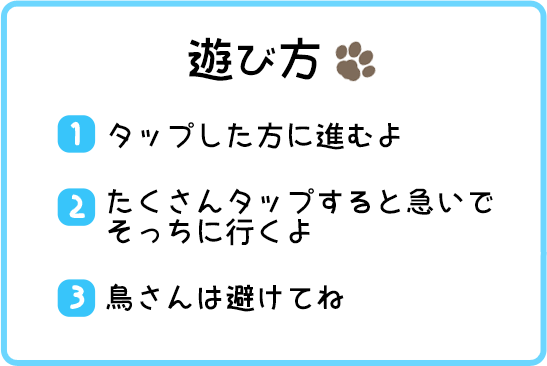 遊び方
1 タップした方に進むよ
2 たくさんタップすると急いで
そっちに行くよ
3 鳥さんは避けてね